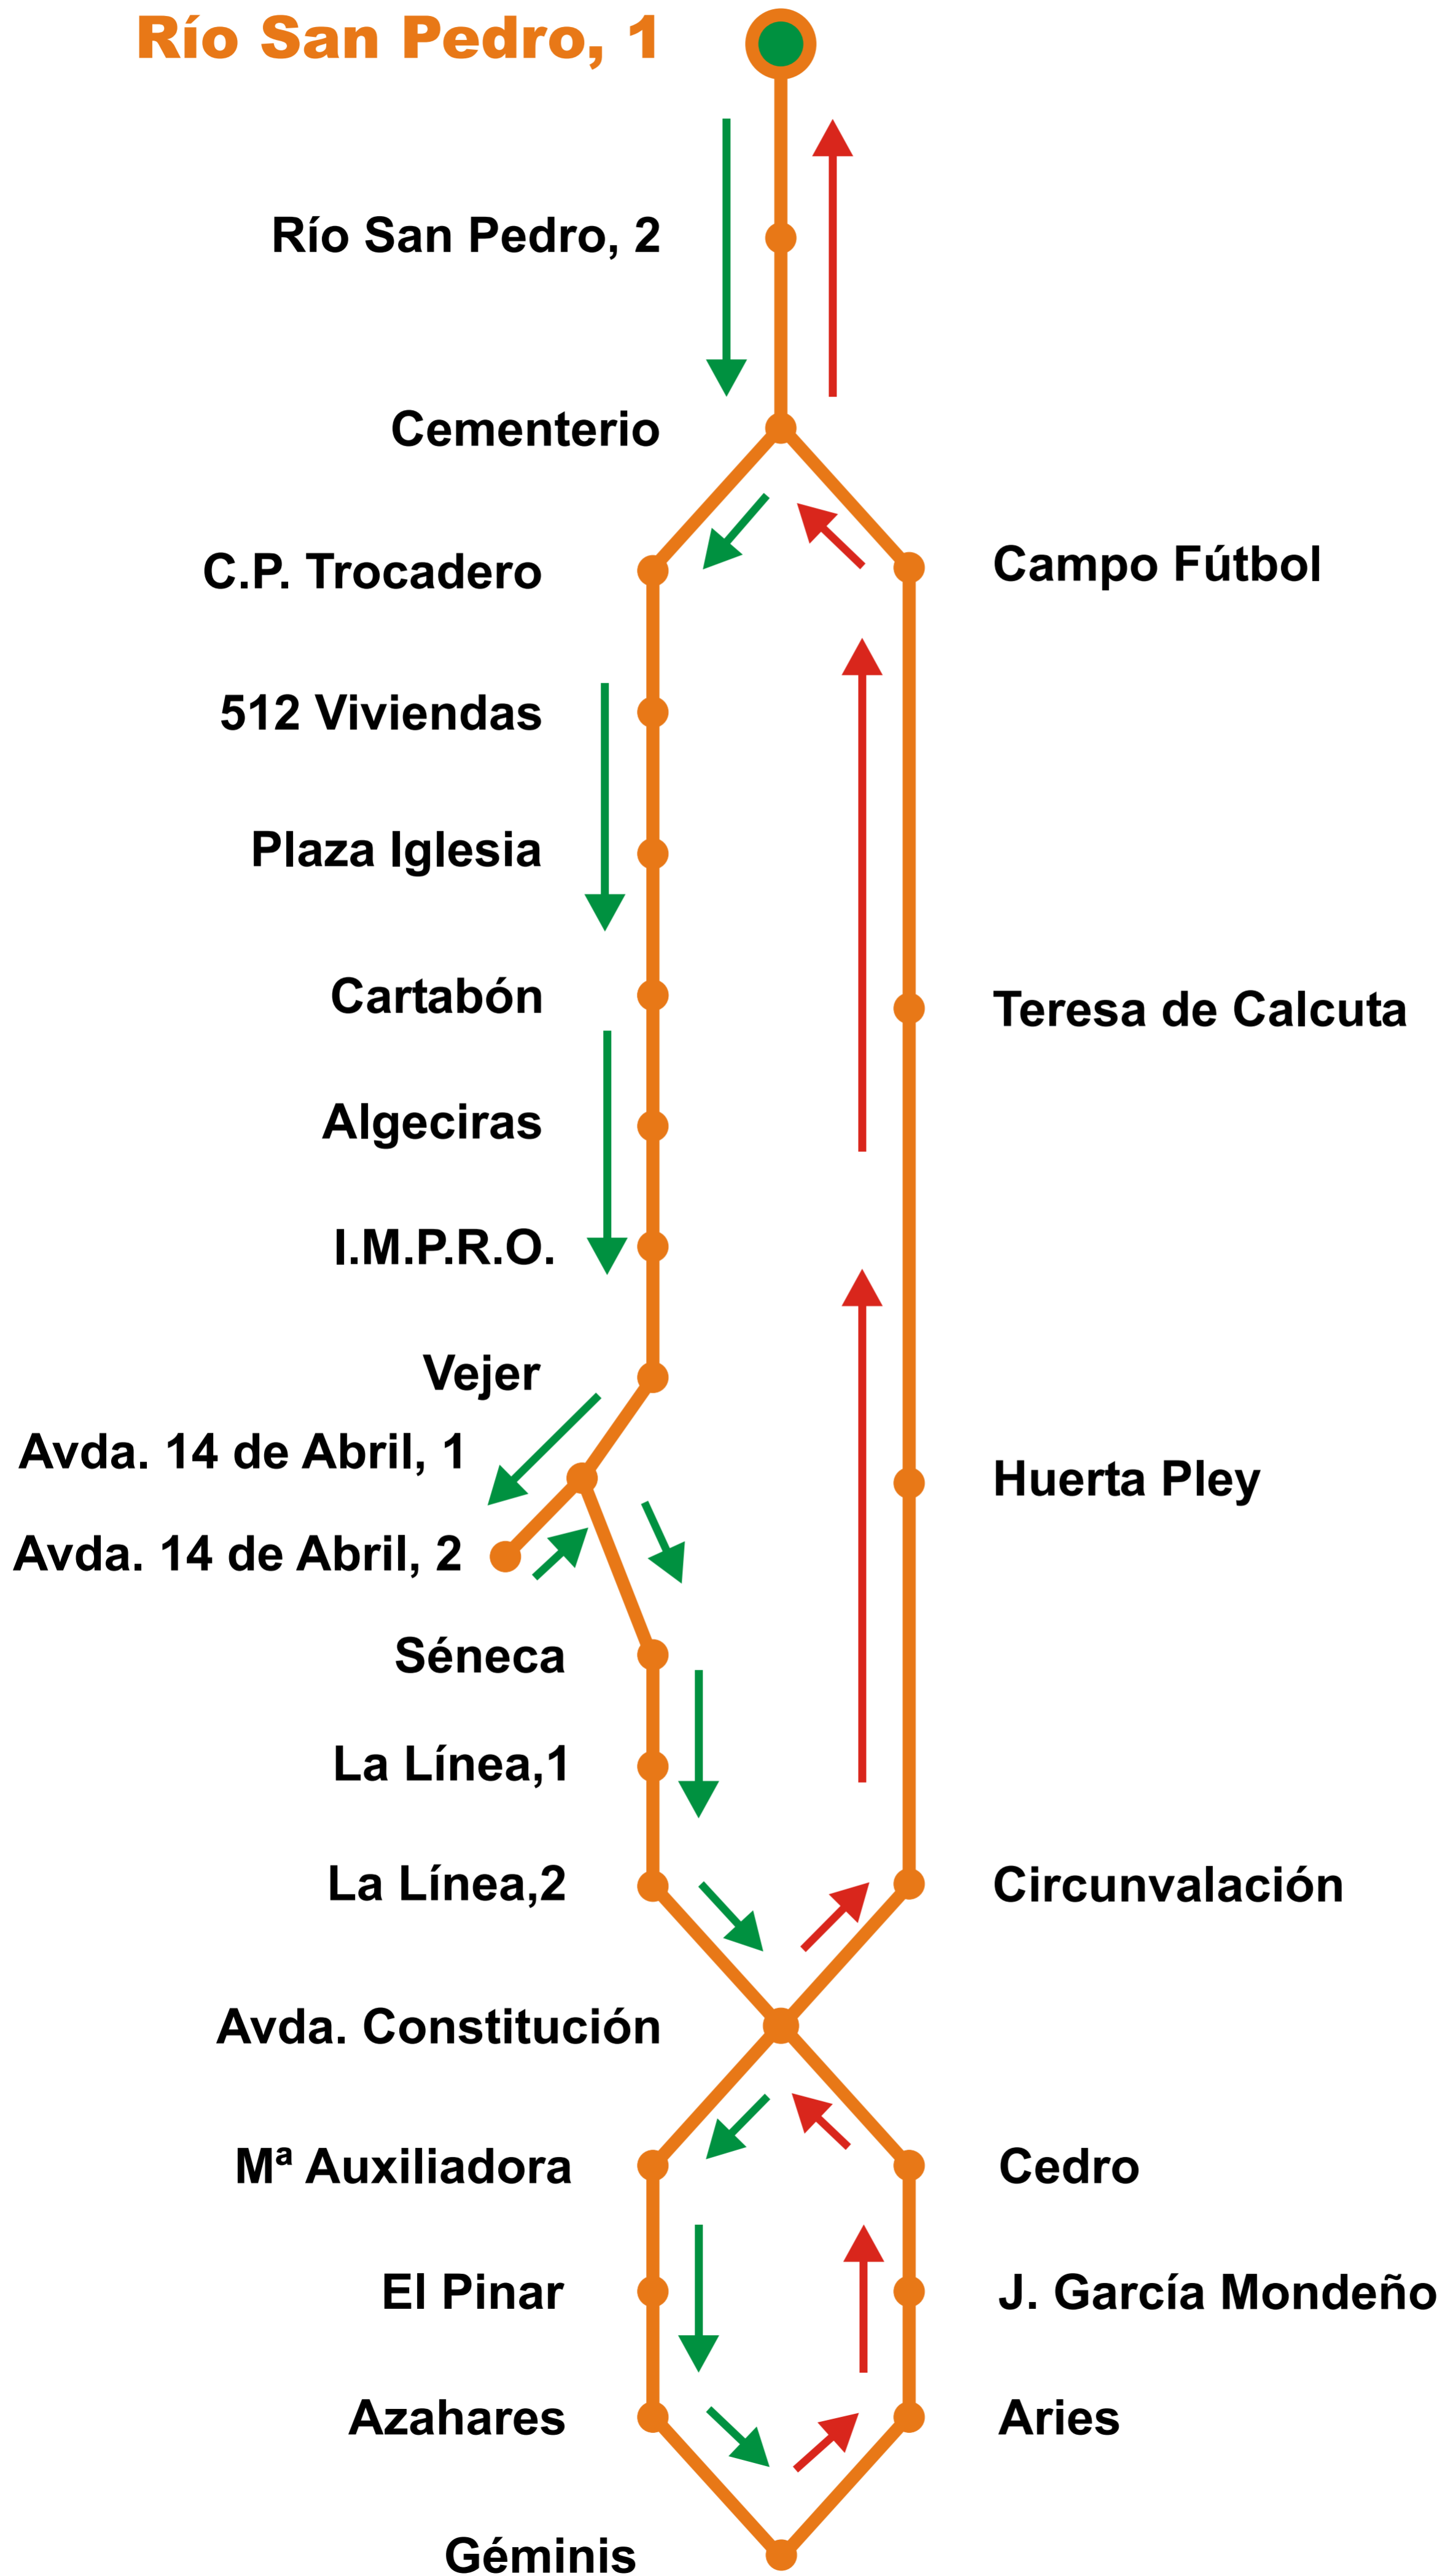 Río San Pedro, 1
Río San Pedro, 2
Cementerio
C.P. Trocadero
Campo Fútbol
512 Viviendas
Plaza Iglesia
Cartabón
Teresa de Calcuta
Algeciras
I.M.P.R.O.
Vejer
Avda. 14 de Abril, 1
Huerta Pley
Avda. 14 de Abril, 2
Séneca
La Línea,1
La Línea,2
Circunvalación
Avda. Constitución
Mª Auxiliadora
Cedro
El Pinar
J. García Mondeño
Azahares
Aries
Géminis